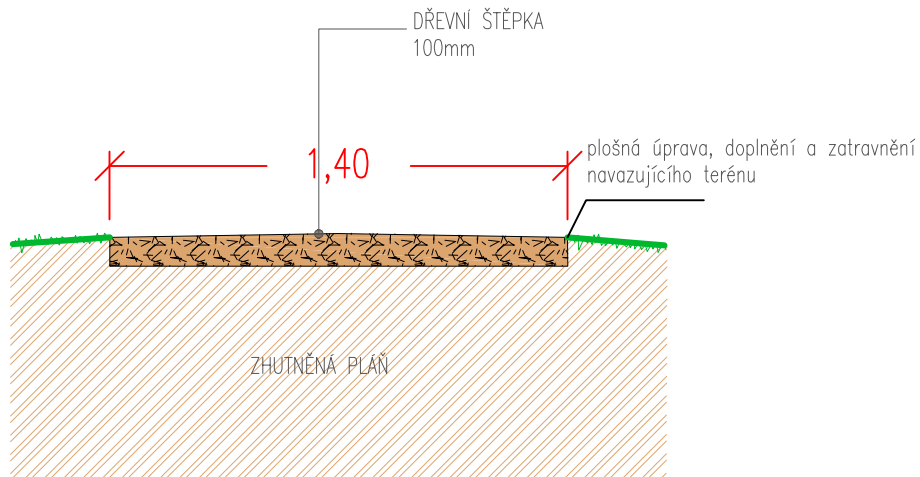 DŘEVNÍ ŠTĚPKA
100mm
plošná úprava, doplnění a zatravnění
navazujícího terénu
1,40
ZHUTNĚNÁ PLÁŇ